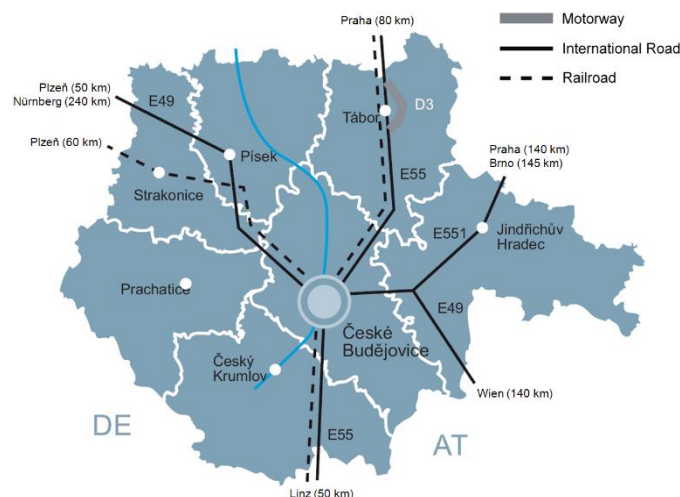 Praha (80 km)
Motorway
International Road
Railroad
Plzeň (50 km)
Nürnberg (240 km)
E49
D3
Tábor
Plzeň (60 km)
Písek
Praha (140 km)
Brno (145 km)
E55
Strakonice
E551
Jindřichův
Hradec
Prachatice
E49
České
Budějovice
Český
Krumlov
Wien (140 km)
DE
E55
AT
Linz (50 km)